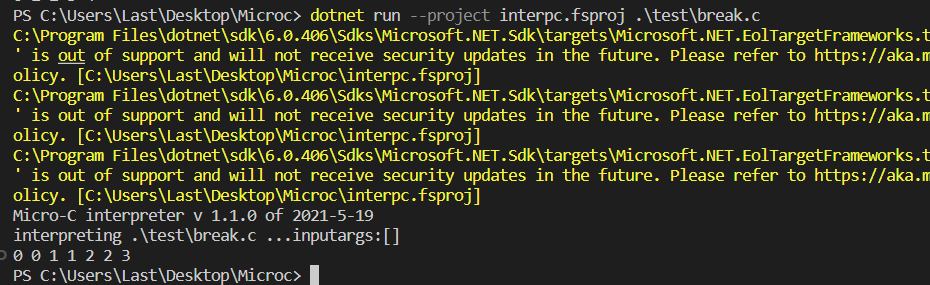 PS C:\Users\Last\Desktop\Microc> dotnet run --project interpc.fsproj .\test\break.c
C:\Program Files\dotnet\sdk\6.0.406\Sdks\Microsoft.NET.Sdk\targets\Microsoft.NET.EolTargetFrameworks.t
' is out of support and will not receive security updates in the future. Please refer to https://aka.m
olicy. [C:\Users\Last\Desktop\Microc\interpc.fsproj]
C:\Program Files\dotnet\sdk\6.0.406\Sdks\Microsoft.NET.Sdk\targets\Microsoft.NET.EolTargetFrameworks.t
' is out of support and will not receive security updates in the future. Please refer to https://aka.m
olicy. [C:\Users\Last\Desktop\Microc\interpc.fsproj]
C:\Program Files\dotnet\sdk\6.0.406\Sdks\Microsoft.NET.Sdk\targets\Microsoft.NET.EolTargetFrameworks.t
' is out of support and will not receive security updates in the future. Please refer to https://aka.m
olicy. [C:\Users\Last\Desktop\Microc\interpc.fsproj]
Micro-C interpreter v 1.1.0 of 2021-5-19
interpreting .\test\break.c ...inputargs:[]
0 0 1 1 2 2 3
PS C:\Users\Last\Desktop\Microc>